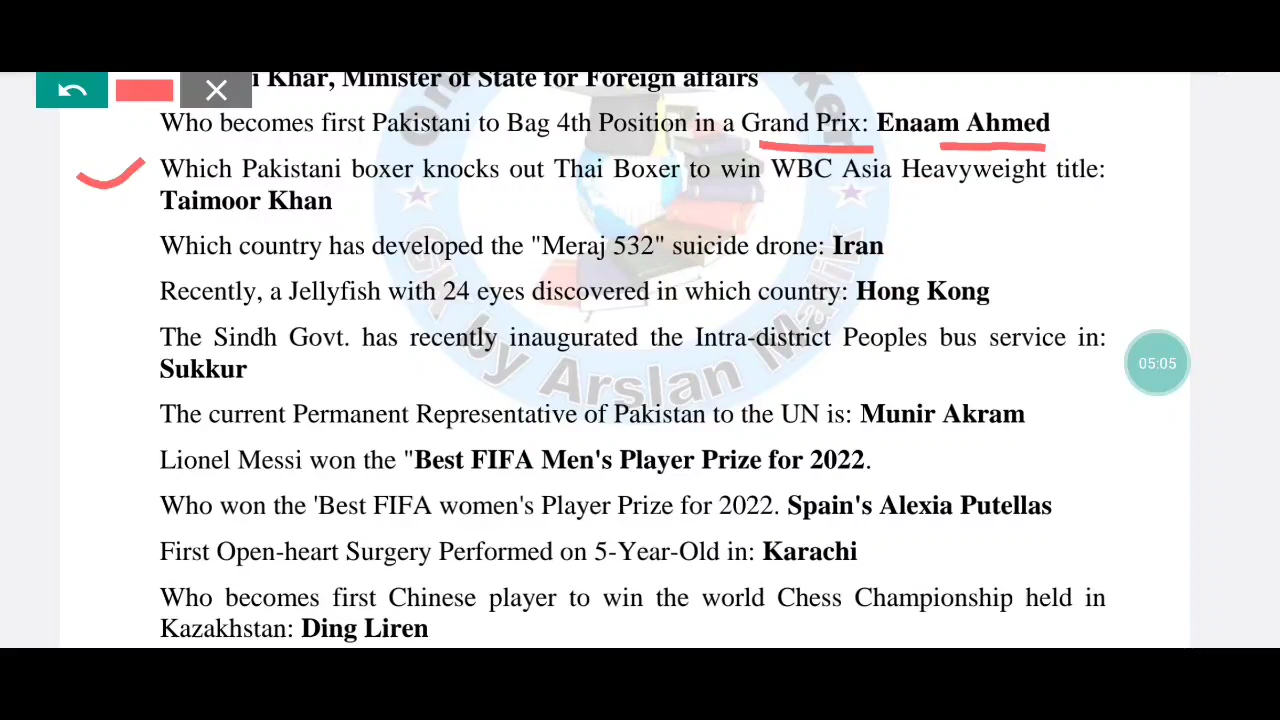 i Khar, Minister of State for Foreign affairs
Who becomes first Pakistani to Bag 4th Position in a Grand Prix: Enaam Ahmed
Which Pakistani boxer knocks out Thai Boxer to win WBC Asia Heavyweight title:
Taimoor Khan
Which country has developed the "Meraj 532" suicide drone: Iran
Recently, a Jellyfish with 24 eyes discovered in which country: Hong Kong
The Sindh Govt. has recently inaugurated the Intra-district Peoples bus service in:
Sukkur
05:05
The current Permanent Representative of Pakistan to the UN is: Munir Akram
Lionel Messi won the "Best FIFA Men's Player Prize for 2022.
Who won the 'Best FIFA women's Player Prize for 2022. Spain's Alexia Putellas
First Open-heart Surgery Performed on 5-Year-Old in: Karachi
Who becomes first Chinese player to win the world Chess Championship held in
Kazakhstan: Ding Liren
GK by Arslan Malik